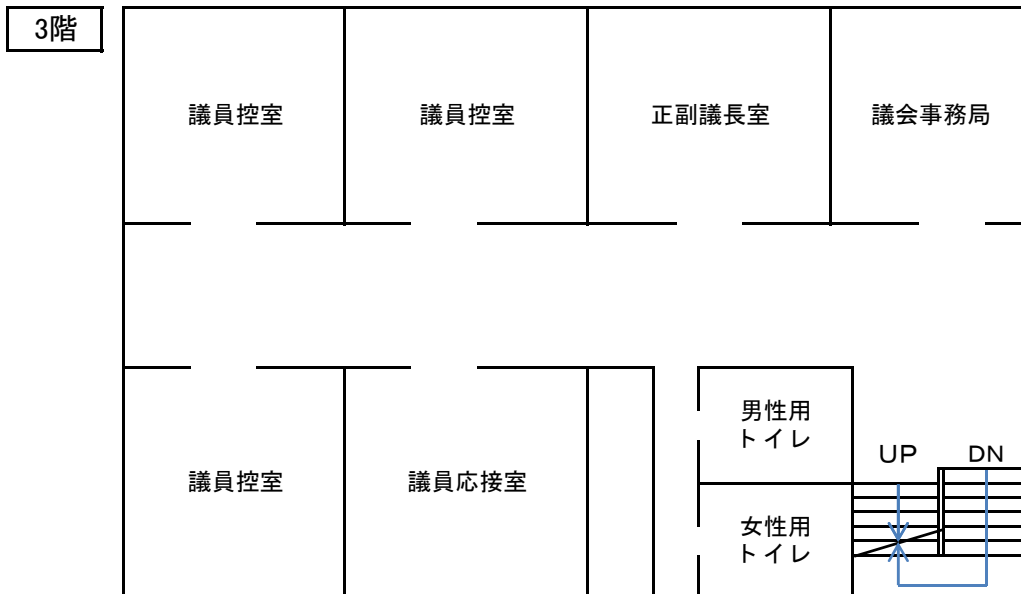 3階
議員控室
議員控室
正副議長室
議会事務局
議員控室
議員応接室
男性用
トイレ
女性用
トイレ
UP
DN